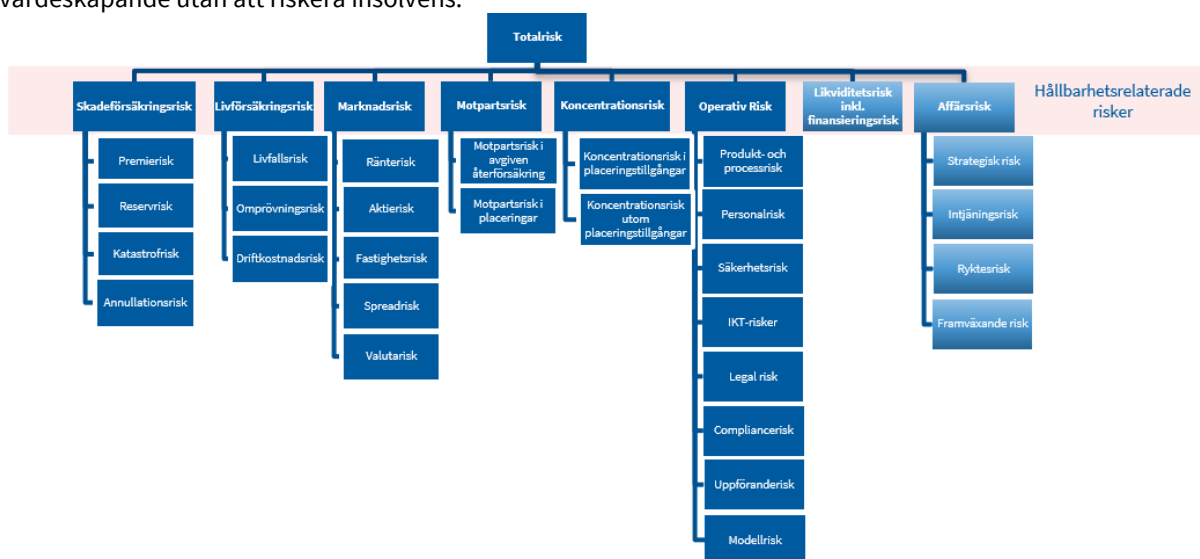 värdeskapande utan att riskera insolvens.
Totalrisk
Skadeförsäkringsrisk
Livförsäkringsrisk
Marknadsrisk
Motpartsrisk
Koncentrationsrisk
Operativ Risk
Likviditetsrisk
inkl.
finansieringsrisk
Affärsrisk
Hållbarhetsrelaterade
risker
Premierisk
Reservrisk
Katastrofrisk
Annullationsrisk
Livfallsrisk
Omprövningsrisk
Driftkostnadsrisk
Ränterisk
Aktierisk
Fastighetsrisk
Spreadrisk
Valutarisk
Motpartsrisk i
avgiven
återförsäkring
Motpartsrisk i
placeringar
Koncentrationsrisk i
placeringstillgångar
Koncentrationsrisk
utom
placeringstillgångar
Produkt- och
processrisk
Personalrisk
Säkerhetsrisk
IKT-risker
Legal risk
Compliancerisk
Uppföranderisk
Modellrisk
Strategisk risk
Intjäningsrisk
Ryktesrisk
Framväxande risk